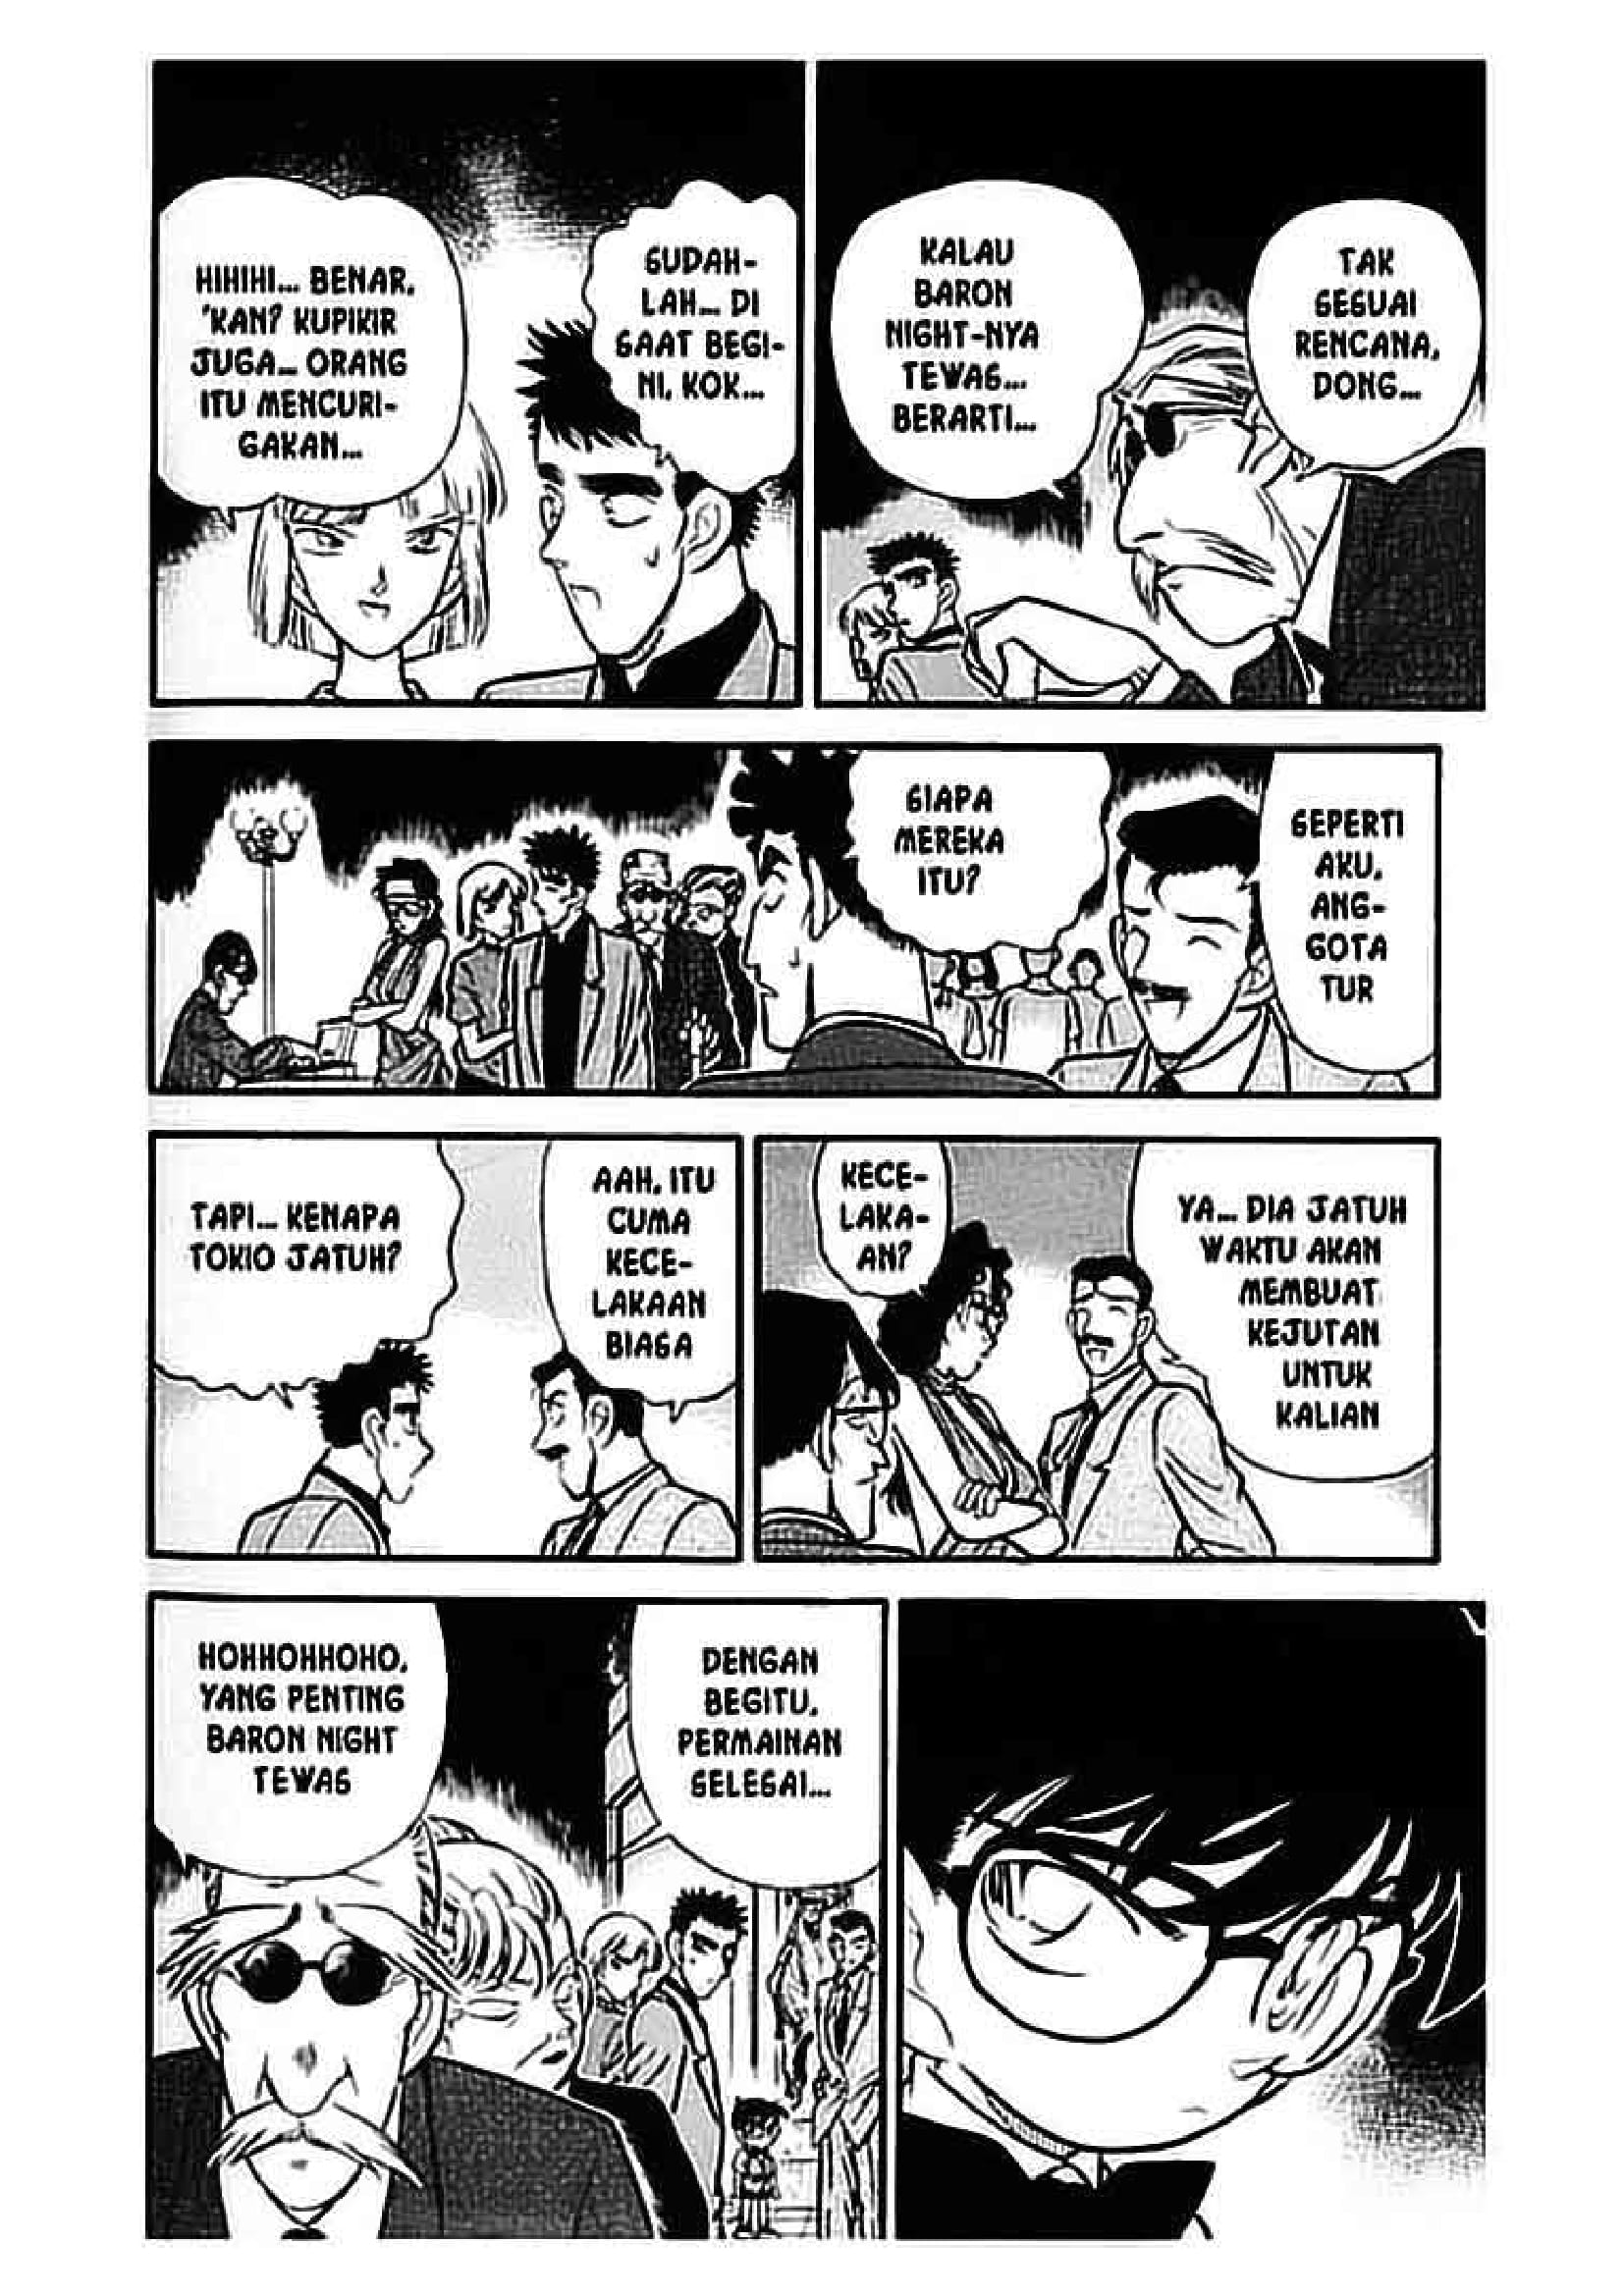 TAK
SESUAI
RENCANA,
DONG...
KALAU
BARON
NIGHT-NYA
TEWAS...
BERARTI...
SUDAH-
LAH... DI
SAAT BEGI-
NI, KOK...
HIHIHI... BENAR,
'KAN? KUPIKIR
JUGA... ORANG
ITU MENCURI-
GAKAN...
SEPERTI
AKU,
ANG-
GOTA
TUR
SIAPA
MEREKA
ITU?
YA... DIA JATUH
WAKTU AKAN
MEMBUAT
KEJUTAN
UNTUK
KALIAN
KECE-
LAKA-
AN?
AAH, ITU
CUMA
KECE-
LAKAAN
BIASA
TAPI... KENAPA
TOKIO JATUH?
DENGAN
BEGITU,
PERMAINAN
SELESAI...
HOHHOHHOHO,
YANG PENTING
BARON NIGHT
TEWAS